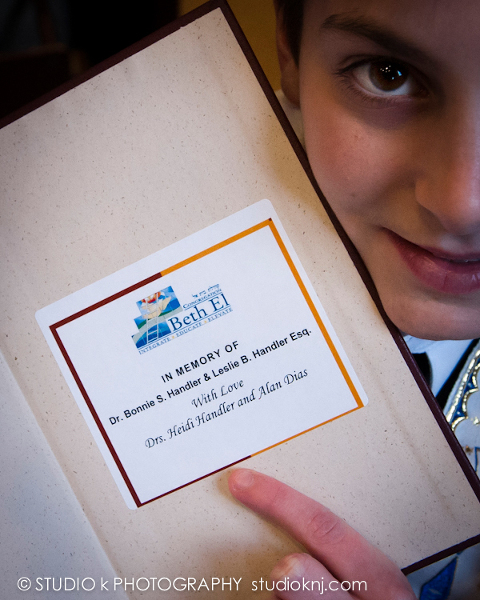 CONGREGATION
Beth El
INTEGRATE · EDUCATE · ELEVATE
IN MEMORY OF
Dr. Bonnie S. Handler & Leslie B. Handler Esq.
With Love
Drs. Heidi Handler and Alan Dias
© STUDIO k PHOTOGRAPHY studioknj.com